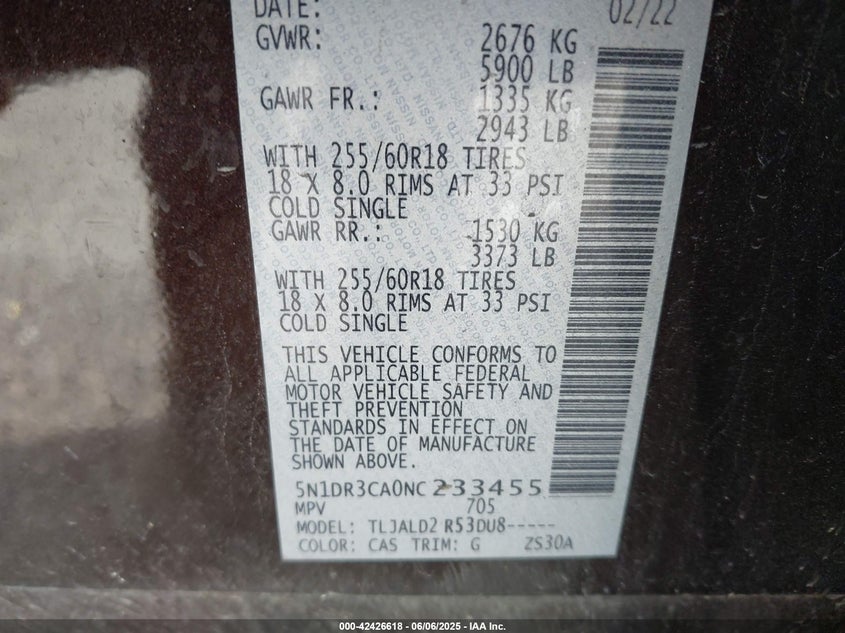 DATE: 02/22
GVWR: 2676 KG
5900 LB
GAWR FR.: 1335 KG
2943 LB
WITH 255/60R18 TIRES
18 X 8.0 RIMS AT 33 PSI
COLD SINGLE
GAWR RR.: 1530 KG
3373 LB
WITH 255/60R18 TIRES
18 X 8.0 RIMS AT 33 PSI
COLD SINGLE
THIS VEHICLE CONFORMS TO
ALL APPLICABLE FEDERAL
MOTOR VEHICLE SAFETY AND
THEFT PREVENTION
STANDARDS IN EFFECT ON
THE DATE OF MANUFACTURE
SHOWN ABOVE.
5N1DR3CA0NC233455
MPV 705
MODEL: TLJALD2 R53DU8-----
COLOR: CAS TRIM: G ZS30A
000-42426618 - 06/06/2025 - IAA Inc.